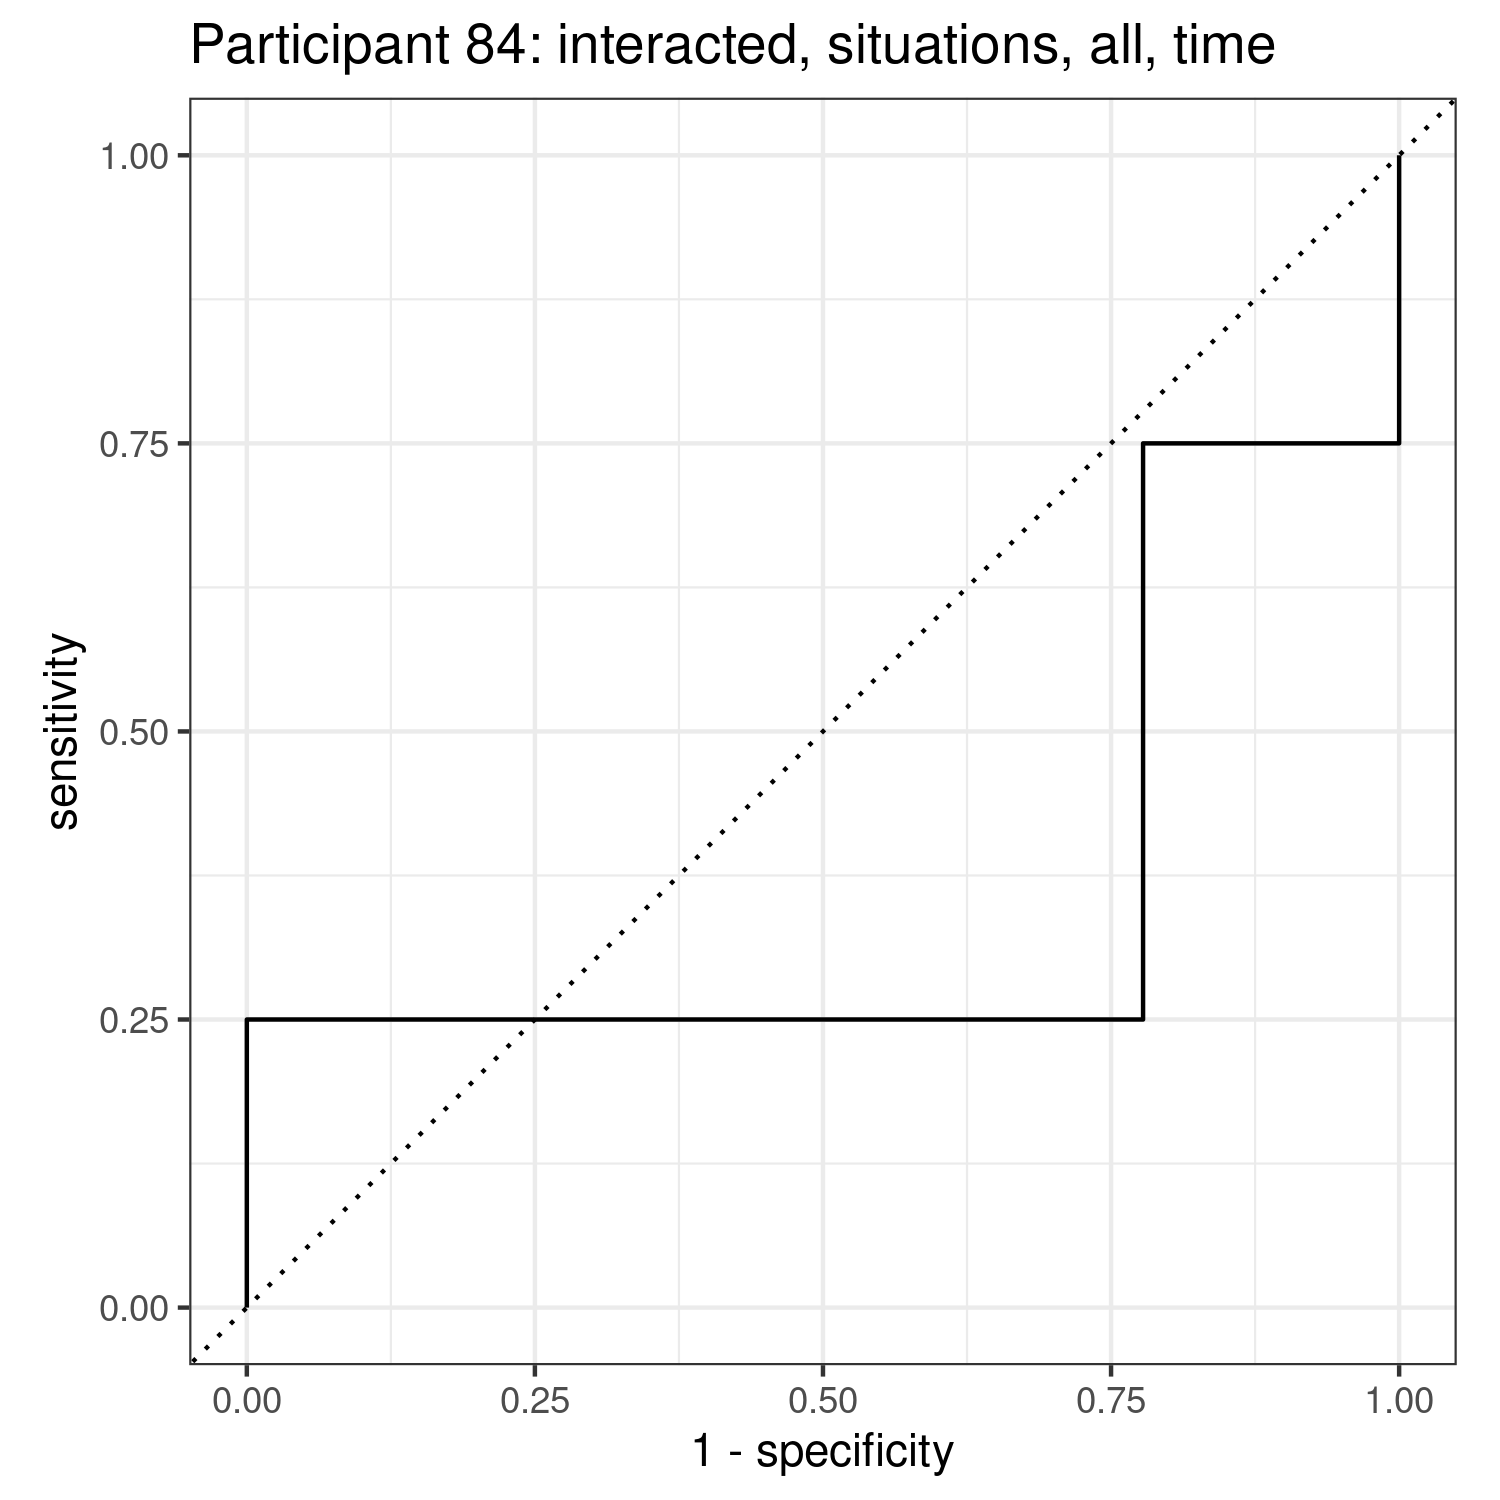 Participant 84: interacted, situations, all, time
1.00
0.75
0.50
0.25
0.00
sensitivity
0.00 0.25 0.50 0.75 1.00
1 - specificity